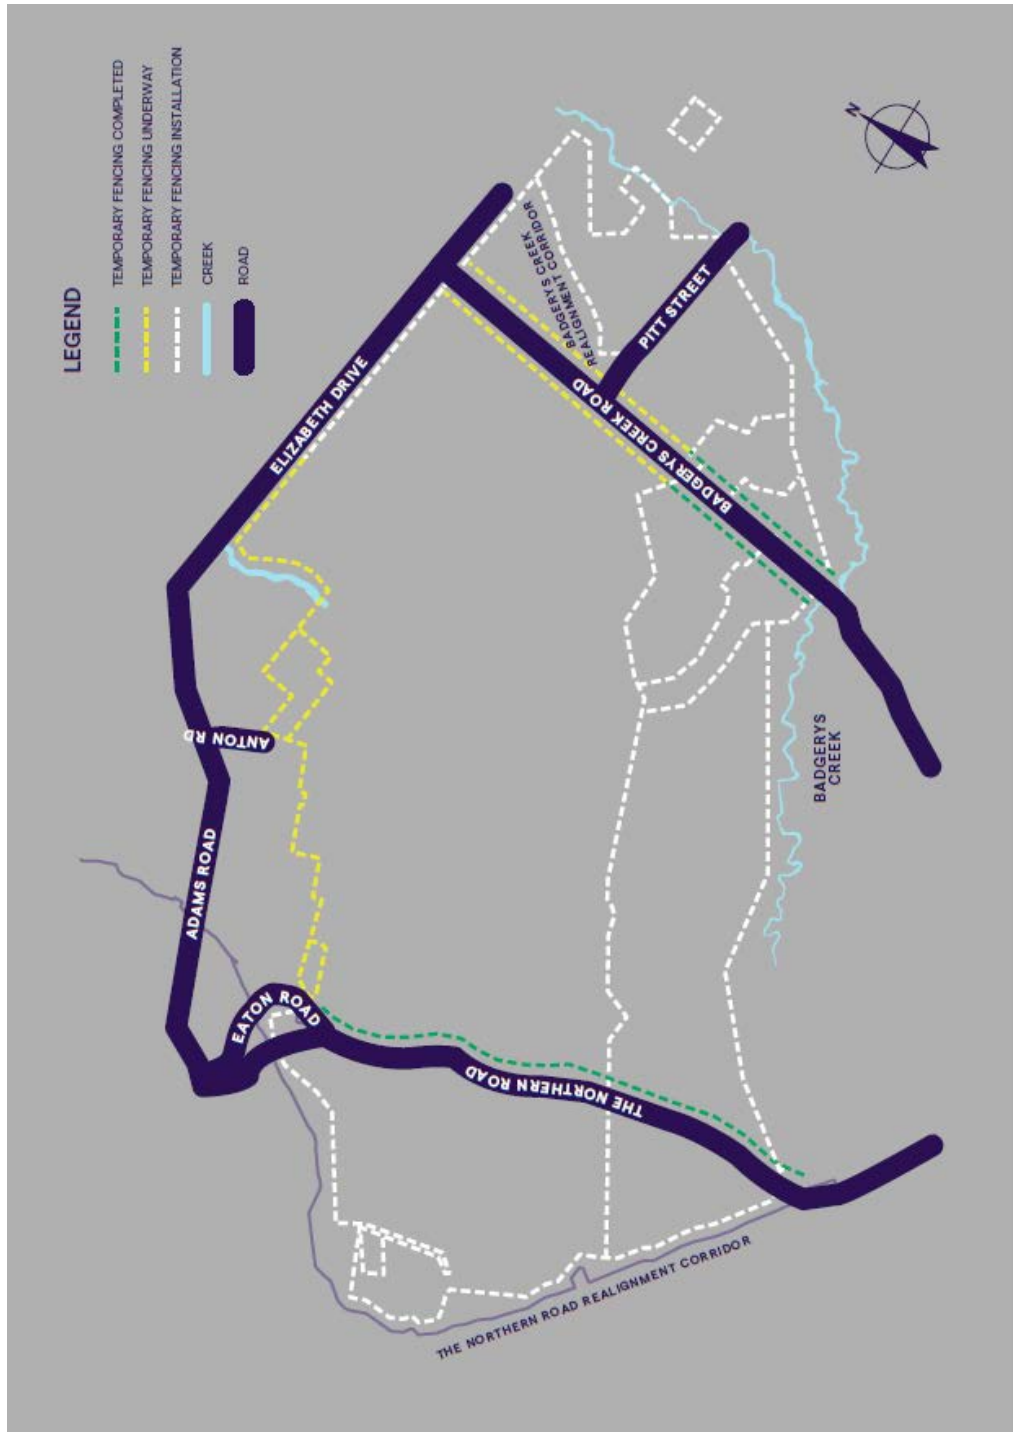 LEGEND
TEMPORARY FENCING COMPLETED
TEMPORARY FENCING UNDERWAY
TEMPORARY FENCING INSTALLATION
CREEK
ROAD
N
ELIZABETH DRIVE
BADGERYS CREEK
REALIGNMENT CORRIDOR
PITT STREET
BADGERYS CREEK ROAD
ANTON RD
ADAMS ROAD
EATON ROAD
THE NORTHERN ROAD
BADGERYS
CREEK
THE NORTHERN ROAD REALIGNMENT CORRIDOR